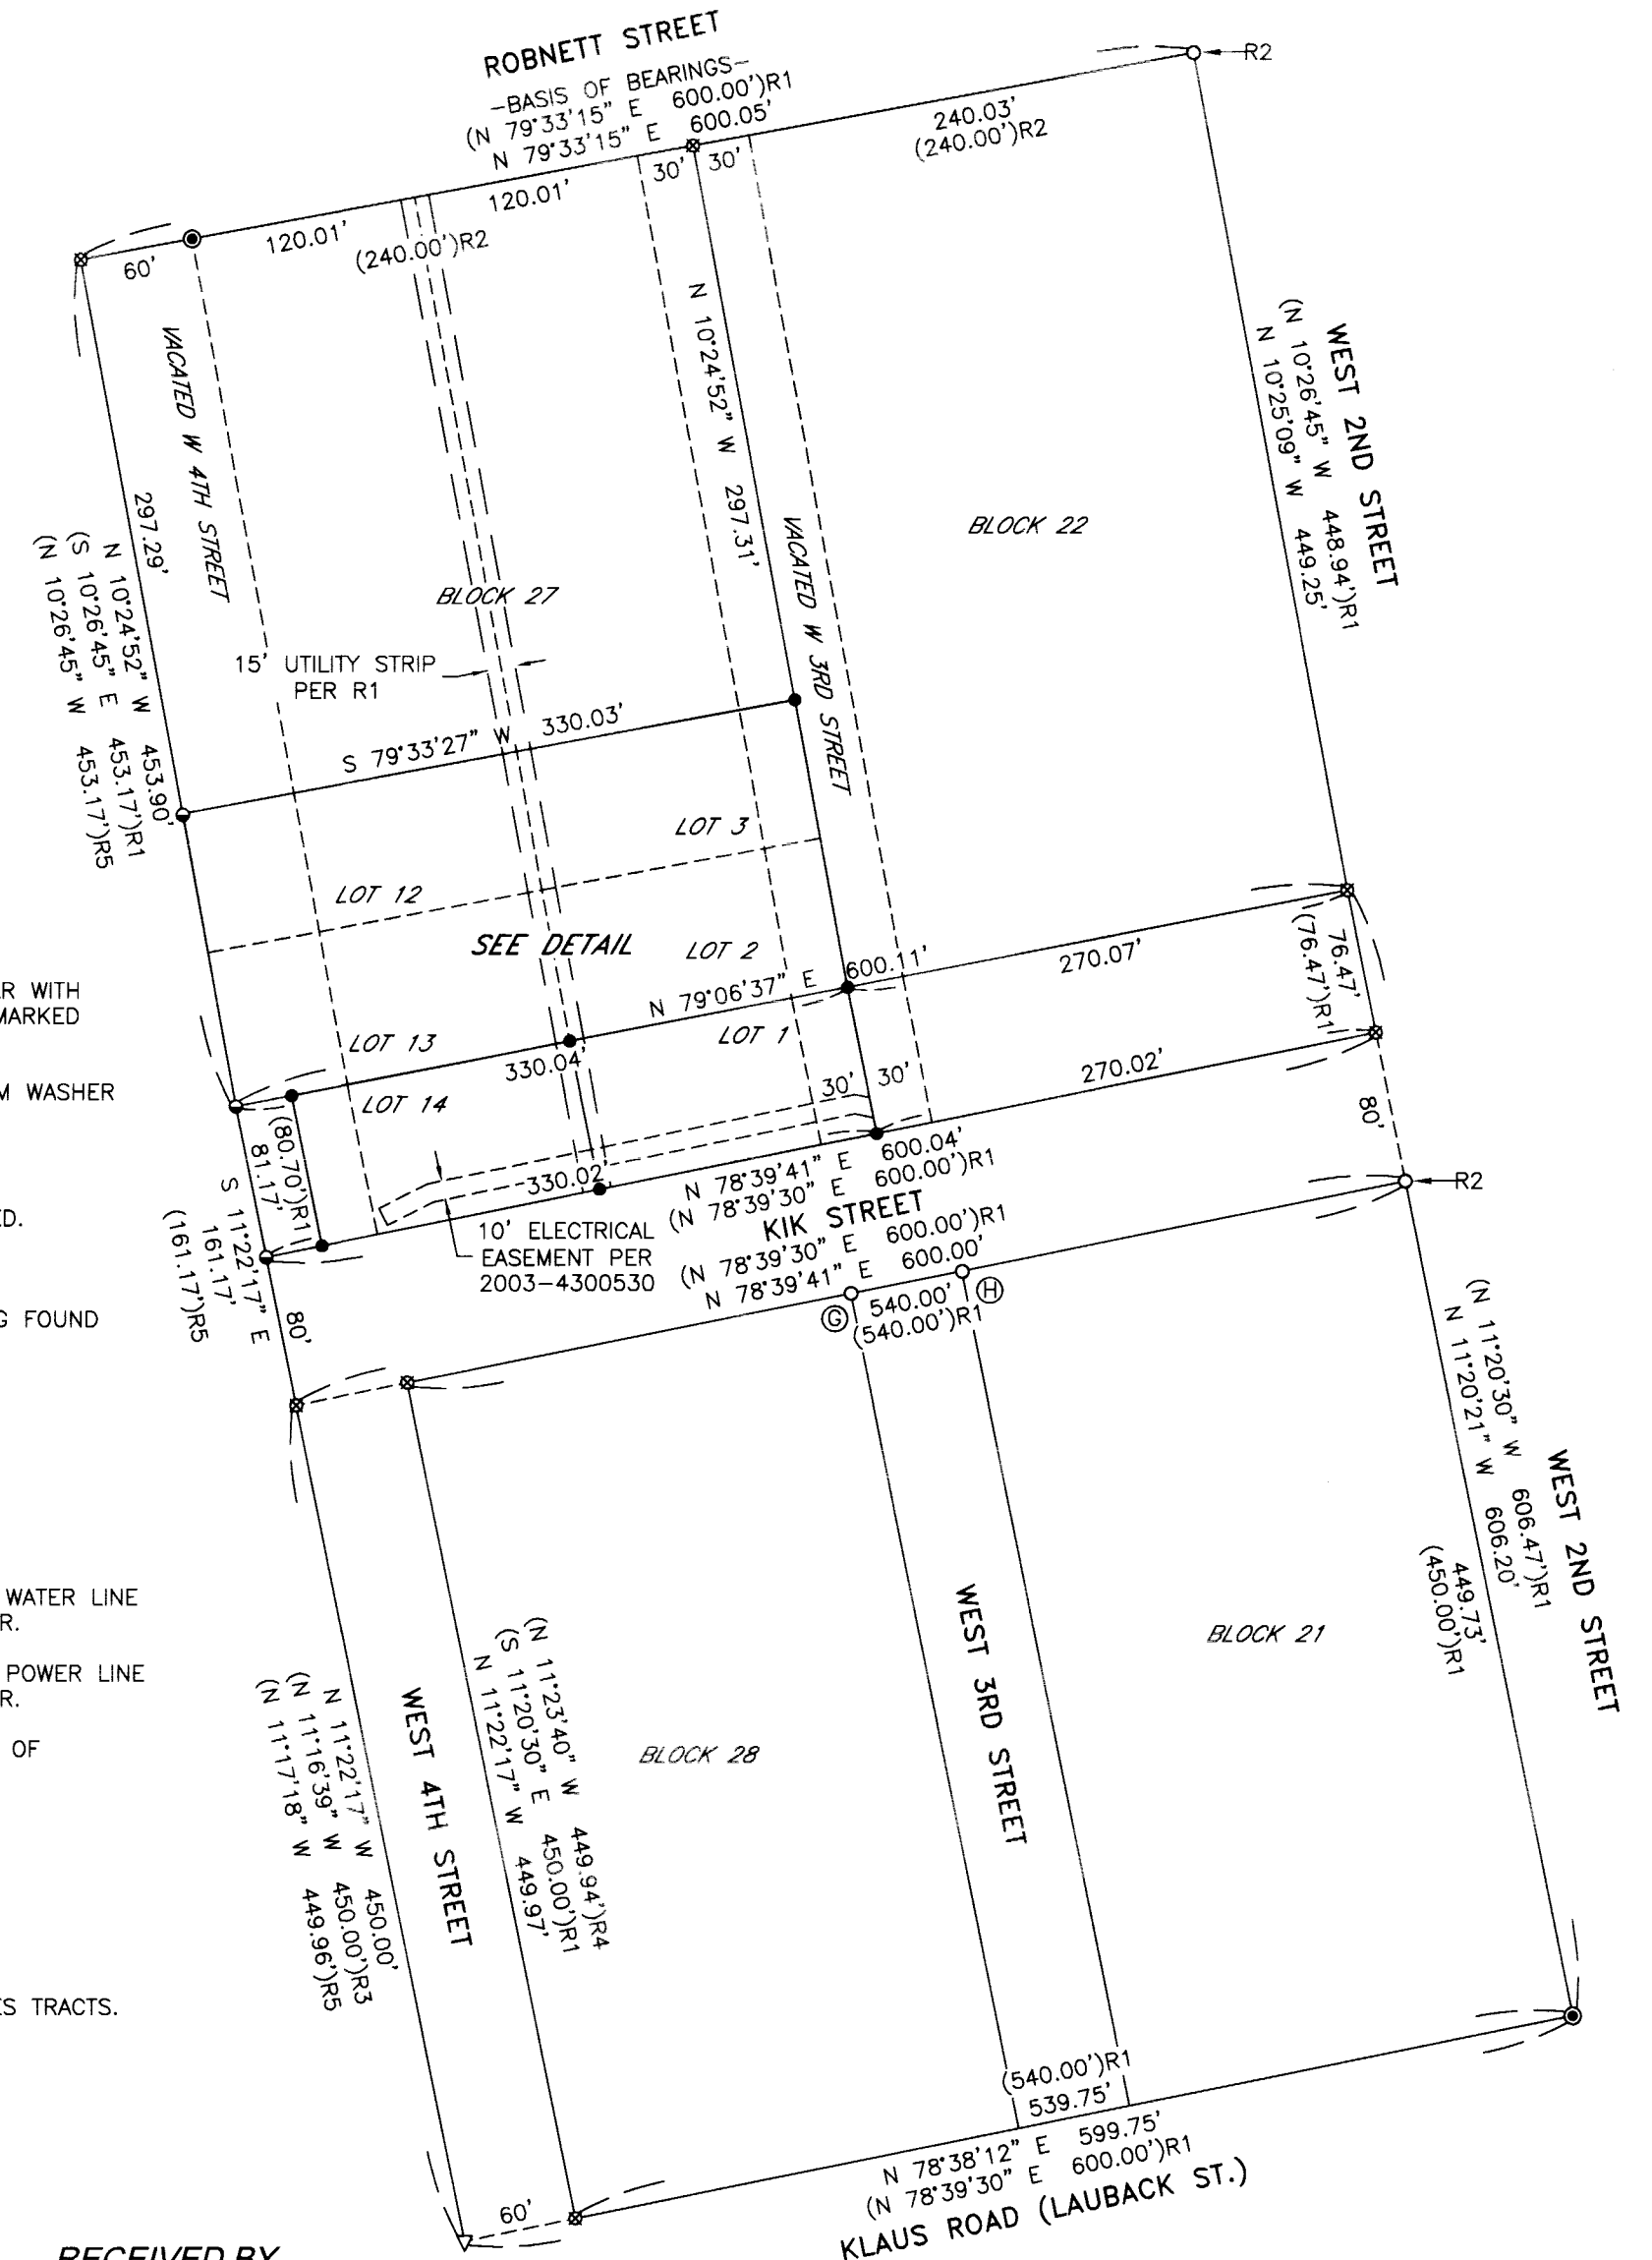 ROBNETT STREET
-BASIS OF BEARINGS-
(N 79°33'15" E 600.00')R1
N 79°33'15" E 600.05'
R2
240.03'
(240.00')R2
30'
30'
120.01'
120.01'
(240.00')R2
60'
VACATED W 4TH STREET
N 10°24'52" W 297.31'
VACATED W 3RD STREET
WEST 2ND STREET
(N 10°26'45" W 448.94')R1
N 10°25'09" W 449.25'
BLOCK 22
BLOCK 27
297.29'
N 10°24'52" W 453.90'
(S 10°26'45" E 453.17')R1
(N 10°26'45" W 453.17')R5
15' UTILITY STRIP
PER R1
S 79°33'27" W 330.03'
LOT 3
LOT 12
SEE DETAIL
LOT 2
N 79°06'37" E 600.11'
270.07'
76.47'
(76.47')R1
R WITH
MARKED
LOT 13
LOT 1
330.04'
270.02'
M WASHER
LOT 14
30'
30'
80'
(80.70')R1
81.17'
S 11°22'17" E
161.17'
(161.17')R5
80'
330.02'
N 78°39'41" E 600.04'
(N 78°39'30" E 600.00')R1
KIK STREET
(N 78°39'30" E 600.00')R1
N 78°39'41" E 600.00'
R2
ED.
10' ELECTRICAL
EASEMENT PER
2003-4300530
G FOUND
G
H
540.00'
(540.00')R1
(N 11°20'30" W 606.47')R1
N 11°20'21" W 606.20'
WEST 2ND STREET
449.73'
(450.00')R1
WATER LINE
R.
POWER LINE
R.
OF
WEST 3RD STREET
BLOCK 21
(N 11°23'40" W 449.94')R4
(S 11°20'30" E 450.00')R1
N 11°22'17" W 449.97'
BLOCK 28
WEST 4TH STREET
N 11°22'17" W 450.00'
(N 11°16'39" W 450.00')R3
(N 11°17'18" W 449.96')R5
ES TRACTS.
(540.00')R1
539.75'
N 78°38'12" E 599.75'
(N 78°39'30" E 600.00')R1
KLAUS ROAD (LAUBACK ST.)
60'
RECEIVED BY